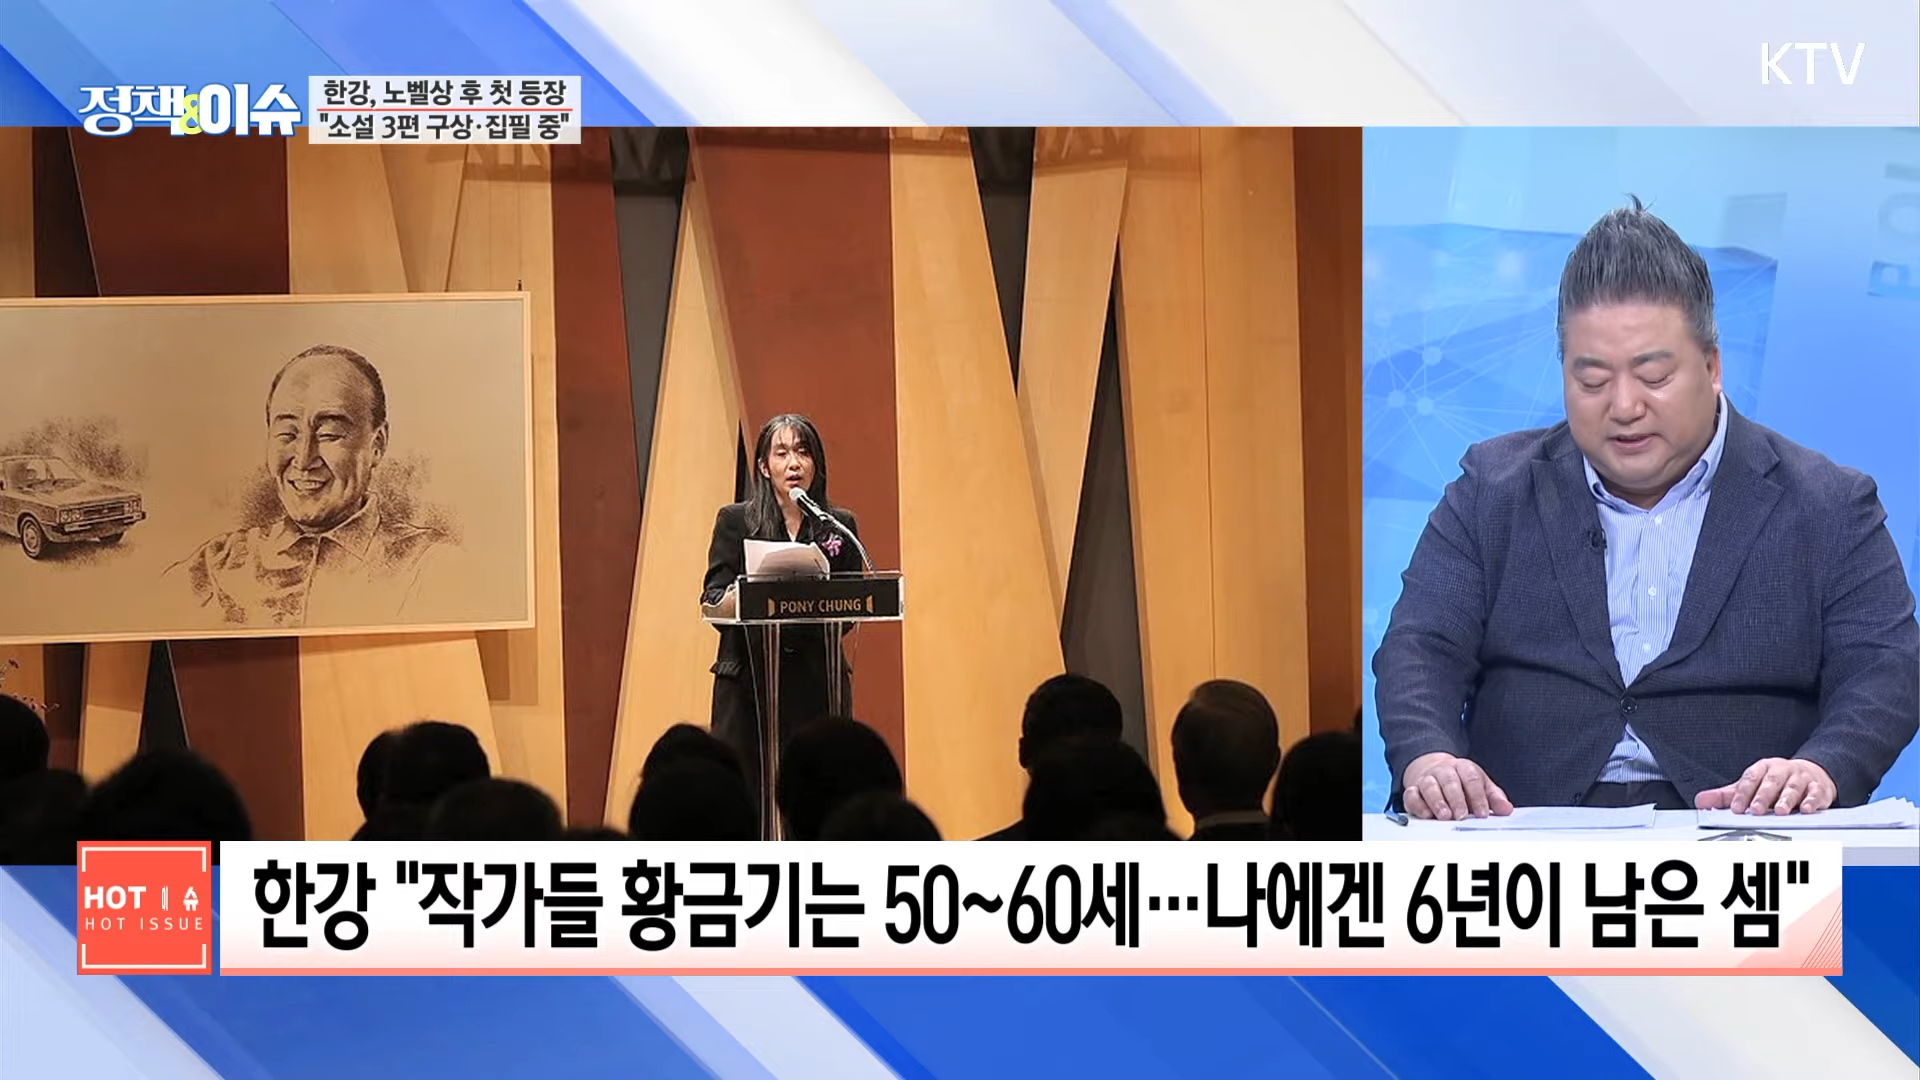 KTV
정책&이슈
한강, 노벨상 후 첫 등장
"소설 3편 구상·집필 중"
PONY CHUNG
HOT 이슈
HOT ISSUE
한강 "작가들 황금기는 50~60세…나에겐 6년이 남은 셈"